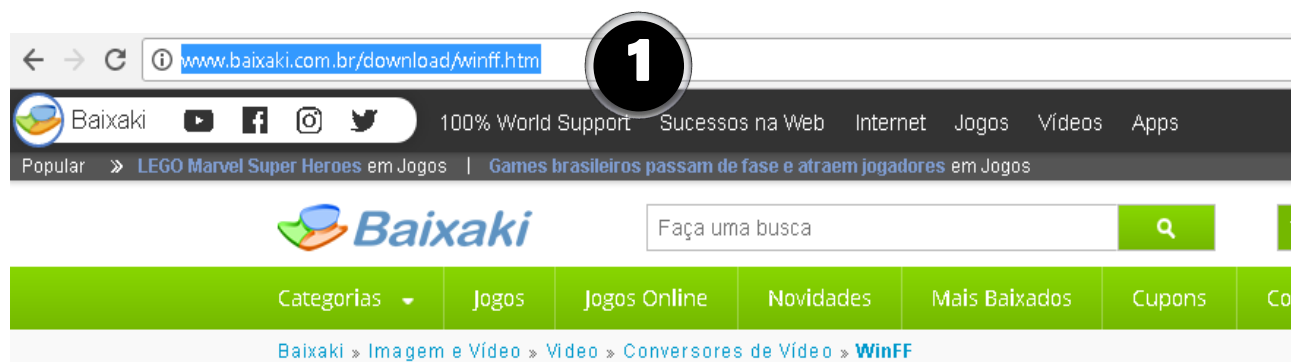 www.baixaki.com.br/download/winff.htm
1
Baixaki 100% World Support Sucessos na Web Internet Jogos Vídeos Apps
Popular » LEGO Marvel Super Heroes em Jogos | Games brasileiros passam de fase e atraem jogadores em Jogos
Baixaki Faça uma busca
Categorias Jogos Jogos Online Novidades Mais Baixados Cupons Co
Baixaki » Imagem e Vídeo » Video » Conversores de Vídeo » WinFF